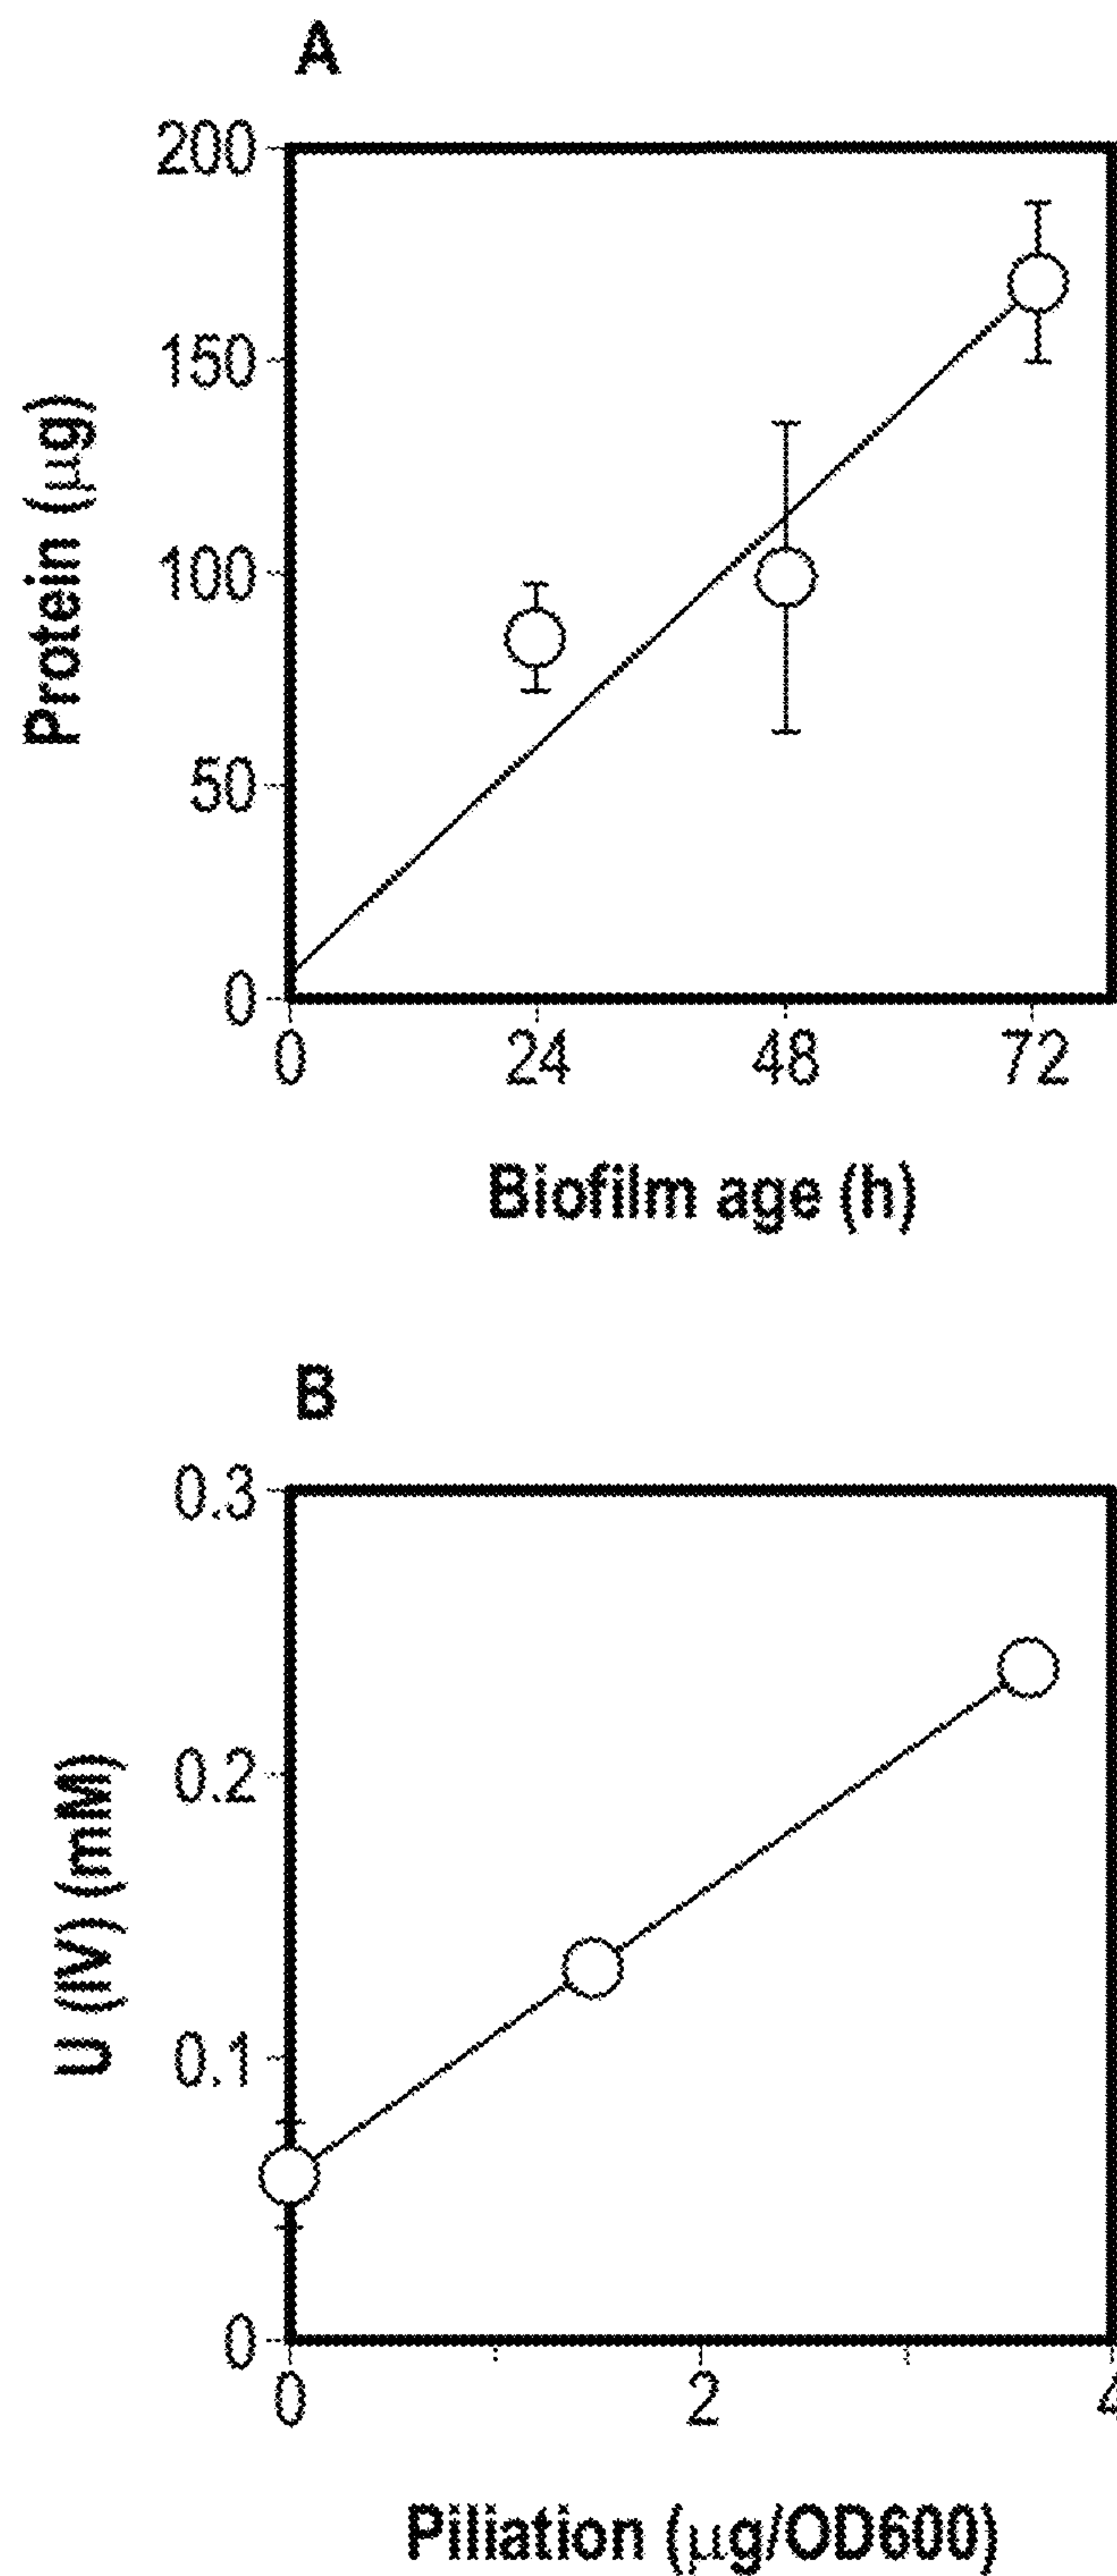 A
200
150
100
50
0
Protein (μg)
0 24 48 72
Biofilm age (h)
B
0.3
0.2
0.1
0
U (IV) (mM)
0 2 4
Piliation (μg/OD600)